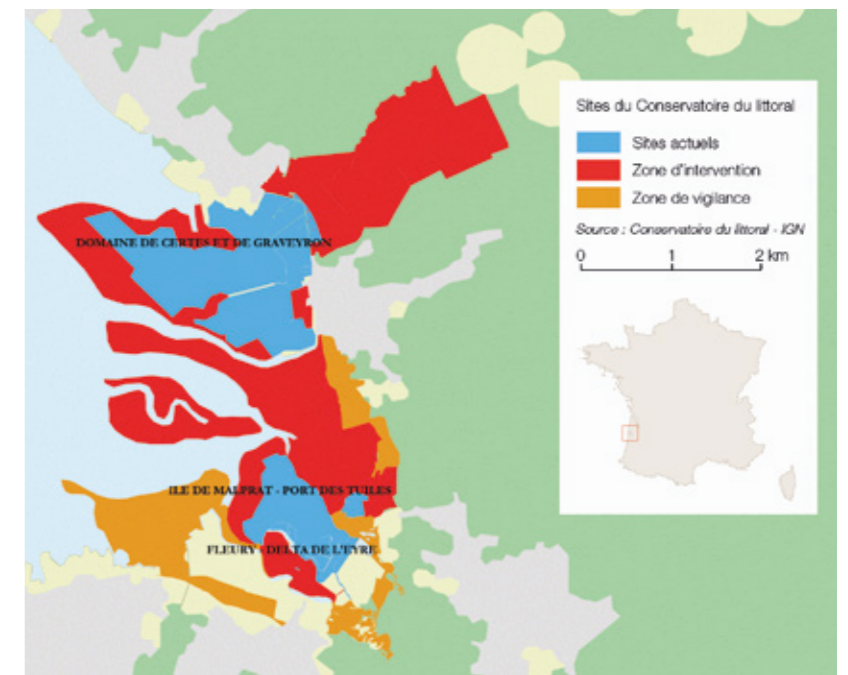 Sites du Conservatoire du littoral
Sites actuels
Zone d'intervention
Zone de vigilance
Source : Conservatoire du littoral - IGN
0 1 2 km
DOMAINE DE CERTES ET DE GRAVEYRON
ILE DE MALPRAT - PORT DES TUILES
FLEURY - DELTA DE L'EYRE